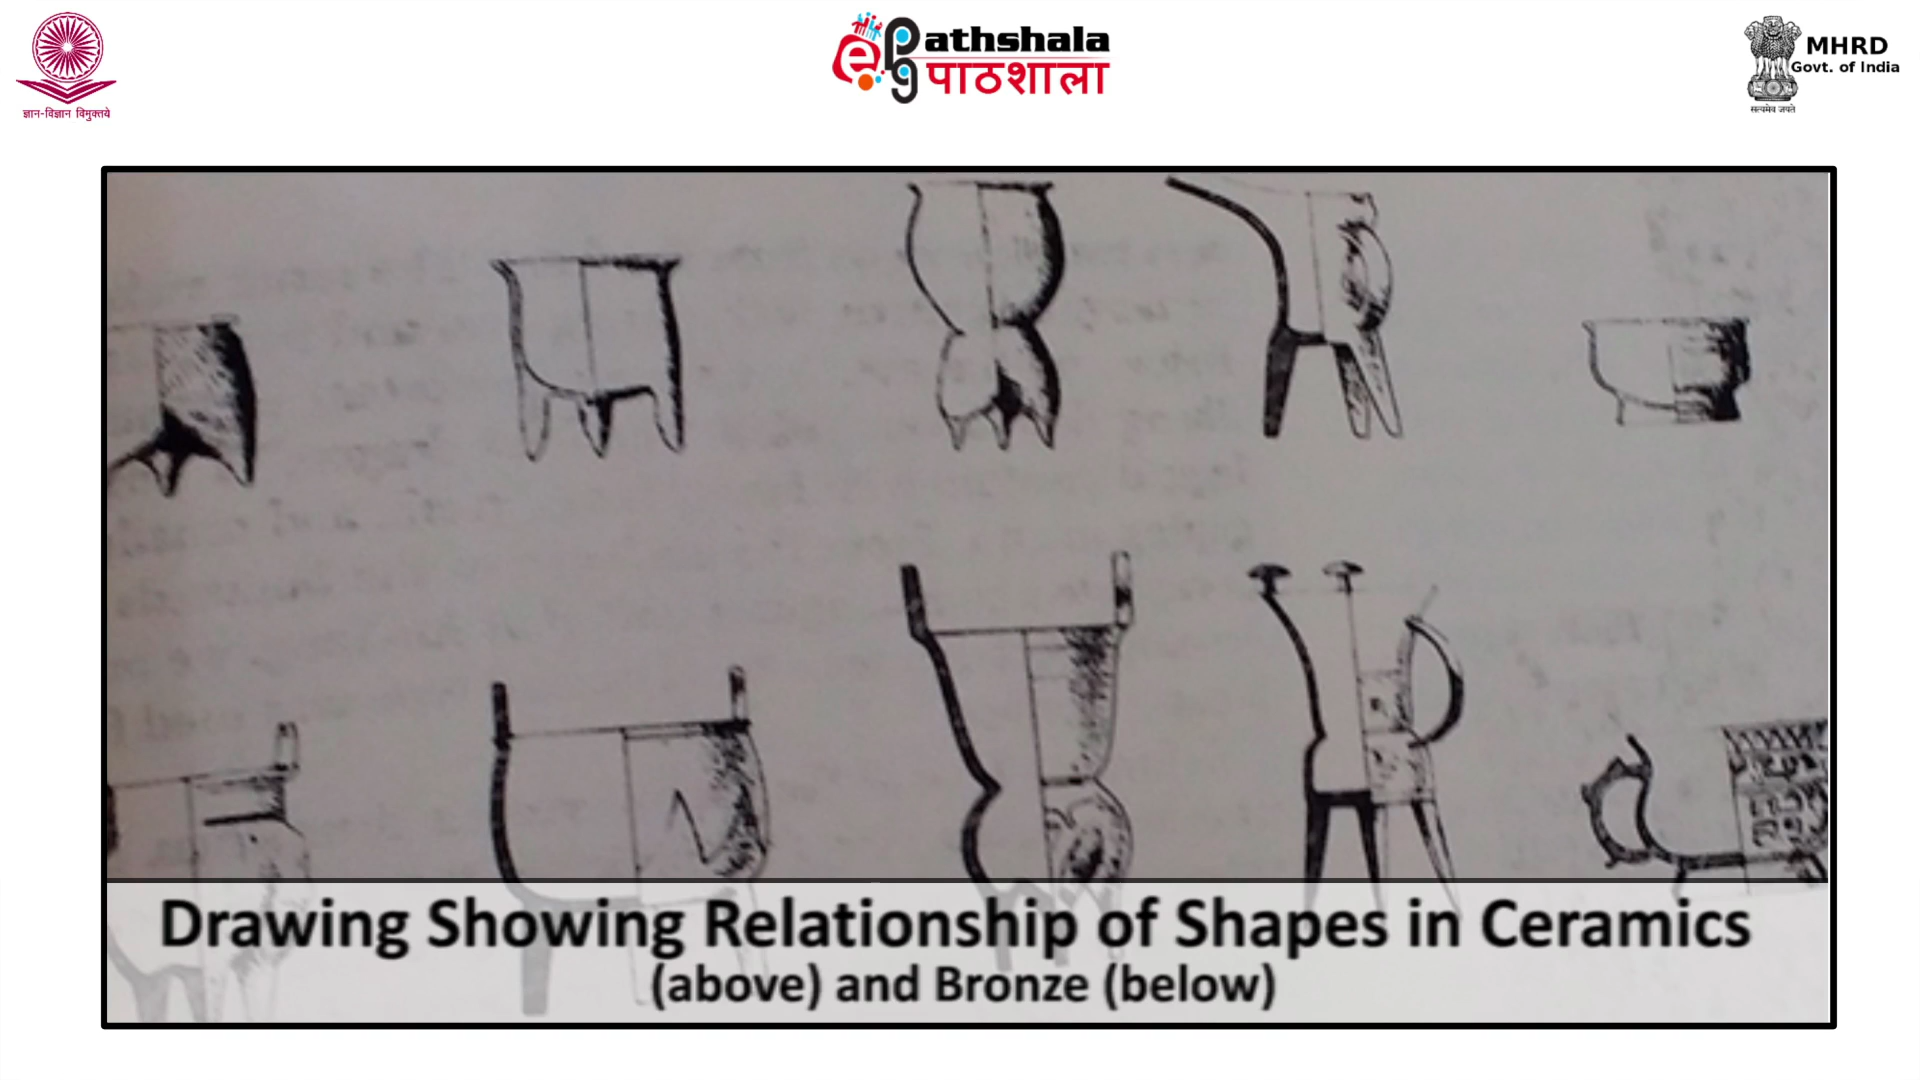 ज्ञान-विज्ञान विमुक्तये
ePathshala
पाठशाला
MHRD
Govt. of India
सत्यमेव जयते
Drawing Showing Relationship of Shapes in Ceramics
(above) and Bronze (below)